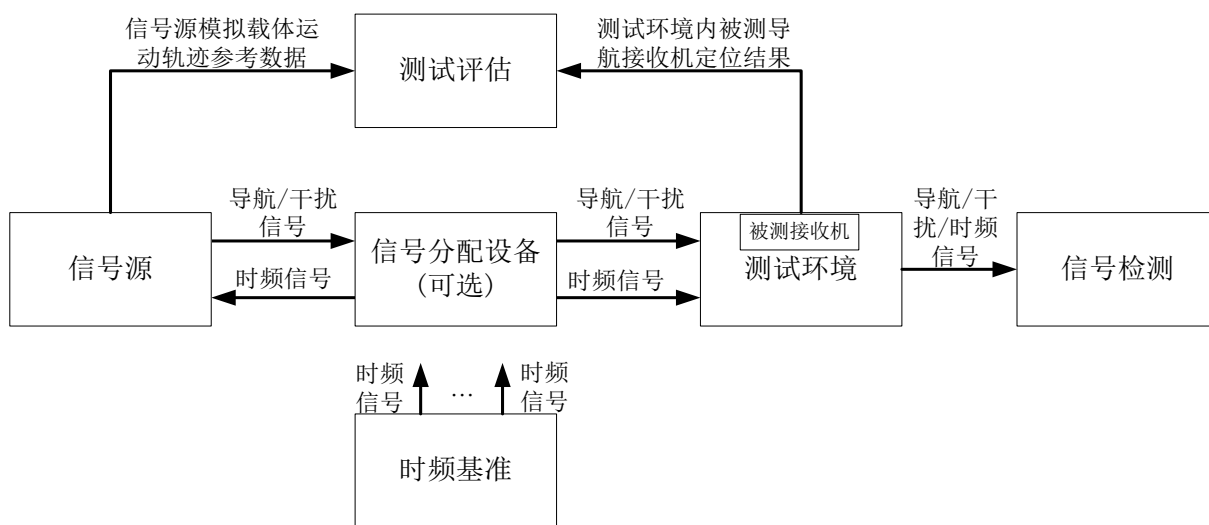 信号源模拟载体运
动轨迹参考数据
测试评估
测试环境内被测导
航接收机定位结果
信号源
导航/干扰
信号
时频信号
信号分配设备
(可选)
导航/干扰
信号
时频信号
被测接收机
测试环境
导航/干
扰/时频
信号
信号检测
时频
信号
…
时频
信号
时频基准